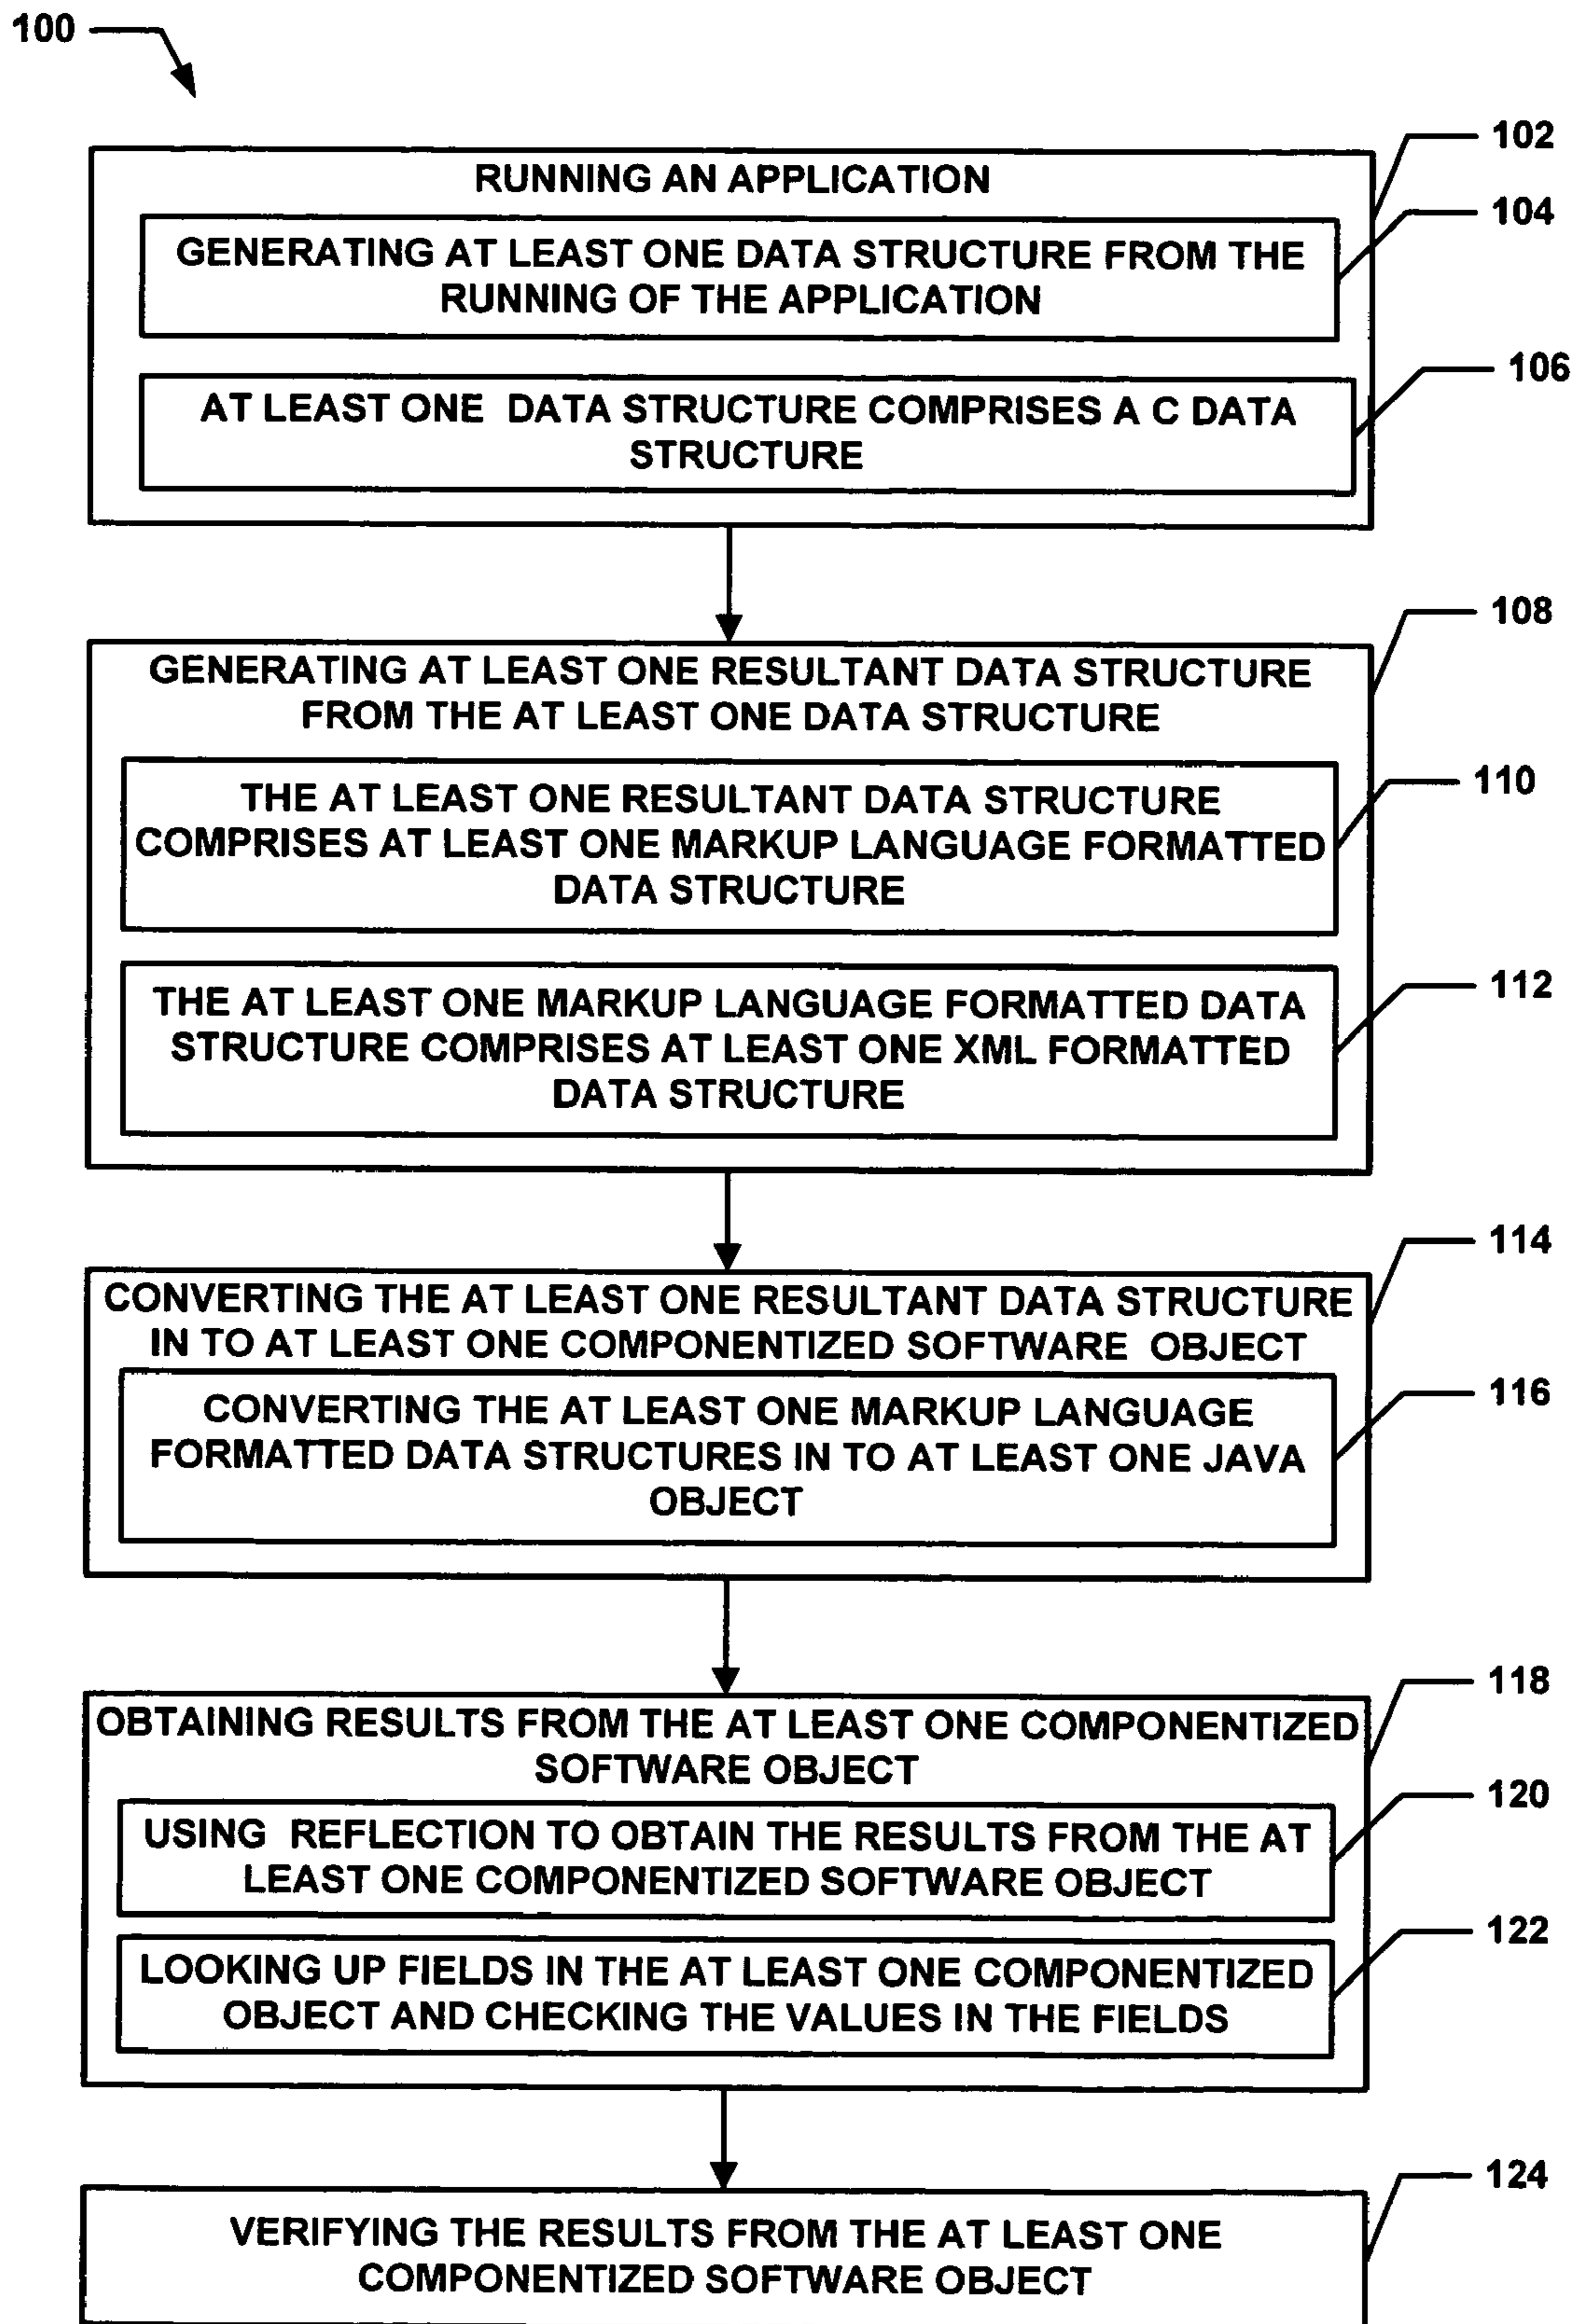 100
102
RUNNING AN APPLICATION
104
GENERATING AT LEAST ONE DATA STRUCTURE FROM THE
RUNNING OF THE APPLICATION
106
AT LEAST ONE DATA STRUCTURE COMPRISES A C DATA
STRUCTURE
108
GENERATING AT LEAST ONE RESULTANT DATA STRUCTURE
FROM THE AT LEAST ONE DATA STRUCTURE
110
THE AT LEAST ONE RESULTANT DATA STRUCTURE
COMPRISES AT LEAST ONE MARKUP LANGUAGE FORMATTED
DATA STRUCTURE
112
THE AT LEAST ONE MARKUP LANGUAGE FORMATTED DATA
STRUCTURE COMPRISES AT LEAST ONE XML FORMATTED
DATA STRUCTURE
114
CONVERTING THE AT LEAST ONE RESULTANT DATA STRUCTURE
IN TO AT LEAST ONE COMPONENTIZED SOFTWARE OBJECT
116
CONVERTING THE AT LEAST ONE MARKUP LANGUAGE
FORMATTED DATA STRUCTURES IN TO AT LEAST ONE JAVA
OBJECT
118
OBTAINING RESULTS FROM THE AT LEAST ONE COMPONENTIZED
SOFTWARE OBJECT
120
USING REFLECTION TO OBTAIN THE RESULTS FROM THE AT
LEAST ONE COMPONENTIZED SOFTWARE OBJECT
122
LOOKING UP FIELDS IN THE AT LEAST ONE COMPONENTIZED
OBJECT AND CHECKING THE VALUES IN THE FIELDS
124
VERIFYING THE RESULTS FROM THE AT LEAST ONE
COMPONENTIZED SOFTWARE OBJECT